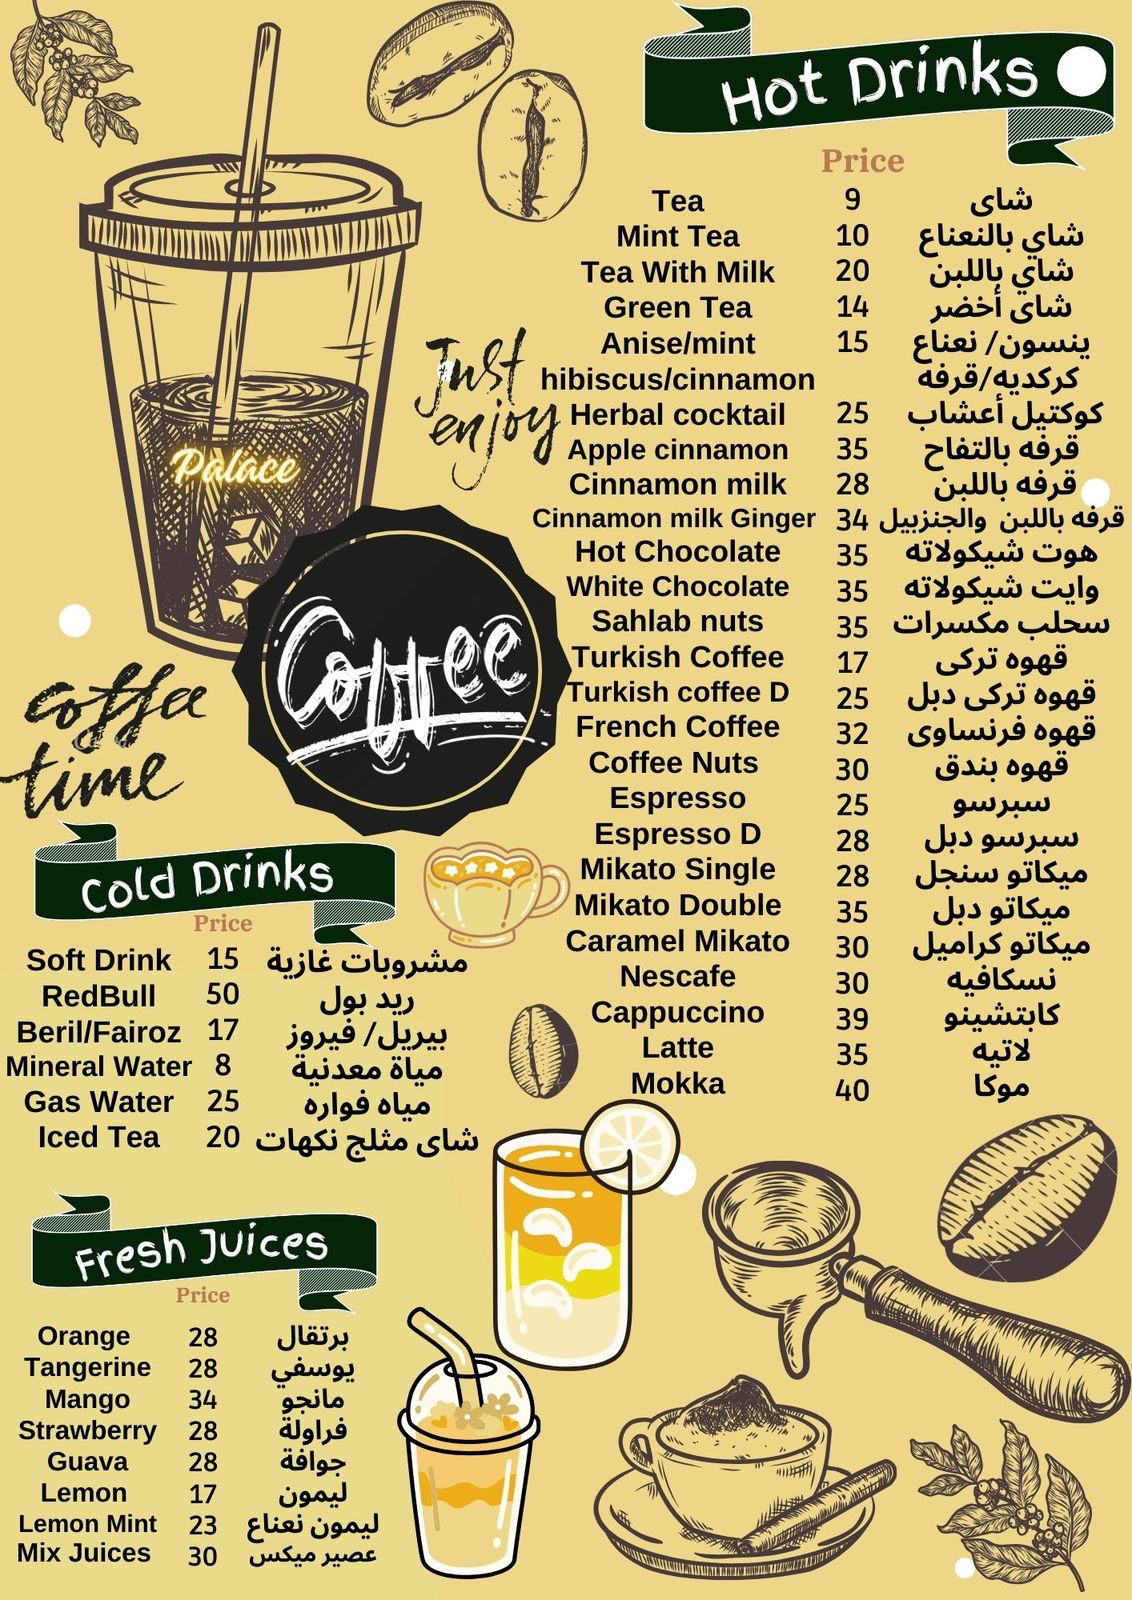 Hot Drinks
Price
Tea 9 شاى
Mint Tea 10 شاي بالنعناع
Tea With Milk 20 شاي باللبن
Green Tea 14 شاى أخضر
Anise/mint 15 ينسون/ نعناع
hibiscus/cinnamon كركديه/قرفه
Herbal cocktail 25 كوكتيل أعشاب
Apple cinnamon 35 قرفه بالتفاح
Cinnamon milk 28 قرفه باللبن
Cinnamon milk Ginger 34 قرفه باللبن والجنزبيل
Hot Chocolate 35 هوت شيكولاته
White Chocolate 35 وايت شيكولاته
Sahlab nuts 35 سحلب مكسرات
Turkish Coffee 17 قهوه تركى
Turkish coffee D 25 قهوه تركى دبل
French Coffee 32 قهوه فرنساوى
Coffee Nuts 30 قهوه بندق
Espresso 25 سبرسو
Espresso D 28 سبرسو دبل
Mikato Single 28 ميكاتو سنجل
Mikato Double 35 ميكاتو دبل
Caramel Mikato 30 ميكاتو كراميل
Nescafe 30 نسكافيه
Cappuccino 39 كابتشينو
Latte 35 لاتيه
Mokka 40 موكا
Just
enjoy
Palace
Coffee
coffee
time
Cold Drinks
Price
Soft Drink 15 مشروبات غازية
RedBull 50 ريد بول
Beril/Fairoz 17 بيريل/ فيروز
Mineral Water 8 مياة معدنية
Gas Water 25 مياه فواره
Iced Tea 20 شاى مثلج نكهات
Fresh Juices
Price
Orange 28 برتقال
Tangerine 28 يوسفي
Mango 34 مانجو
Strawberry 28 فراولة
Guava 28 جوافة
Lemon 17 ليمون
Lemon Mint 23 ليمون نعناع
Mix Juices 30 عصير ميكس